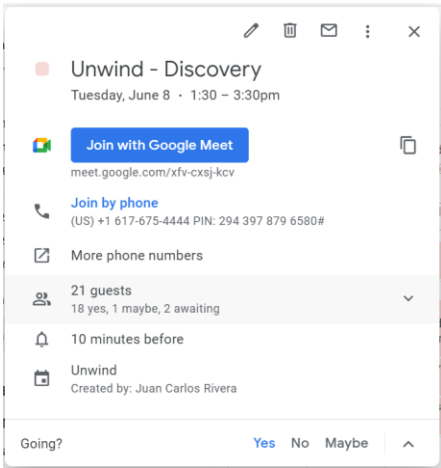 Unwind - Discovery
Tuesday, June 8 · 1:30 – 3:30pm
Join with Google Meet
meet.google.com/xfv-cxsj-kcv
Join by phone
(US) +1 617-675-4444 PIN: 294 397 879 6580#
More phone numbers
21 guests
18 yes, 1 maybe, 2 awaiting
10 minutes before
Unwind
Created by: Juan Carlos Rivera
Going? Yes No Maybe